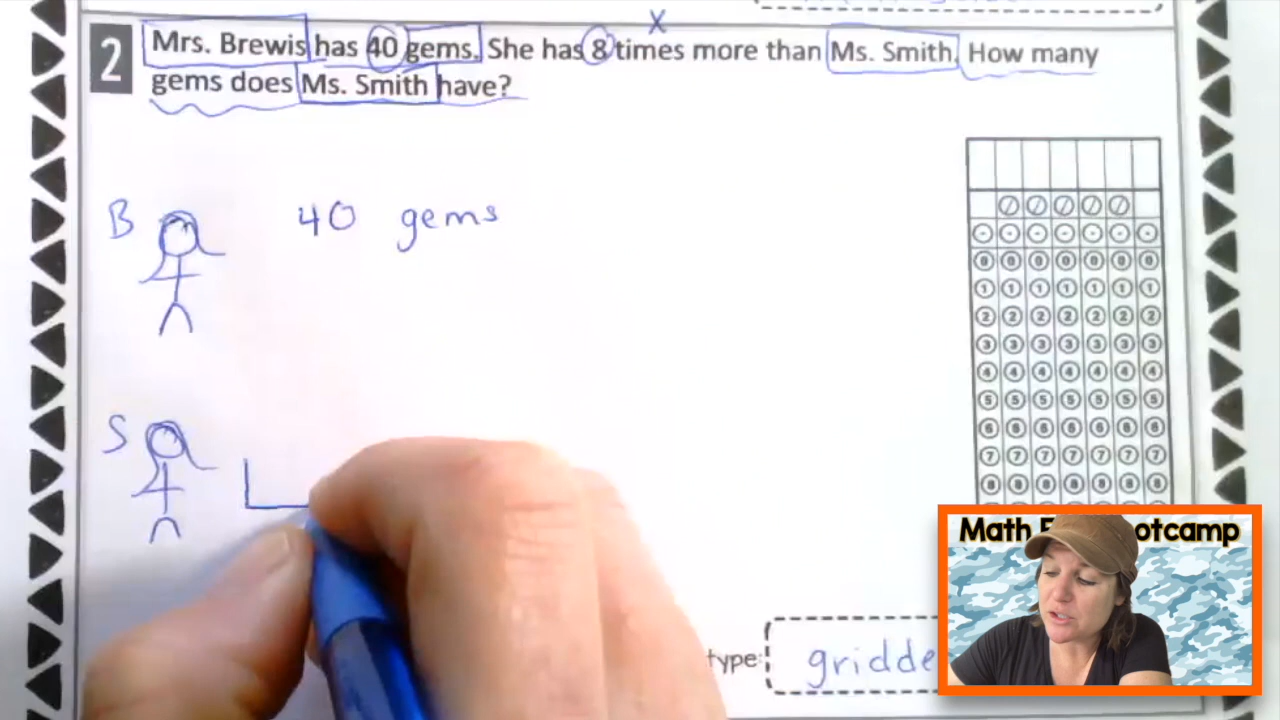 x
2 Mrs. Brewis has 40 gems. She has 8 times more than Ms. Smith. How many
gems does Ms. Smith have?
B 40 gems
S
type: gridde
Math otcamp